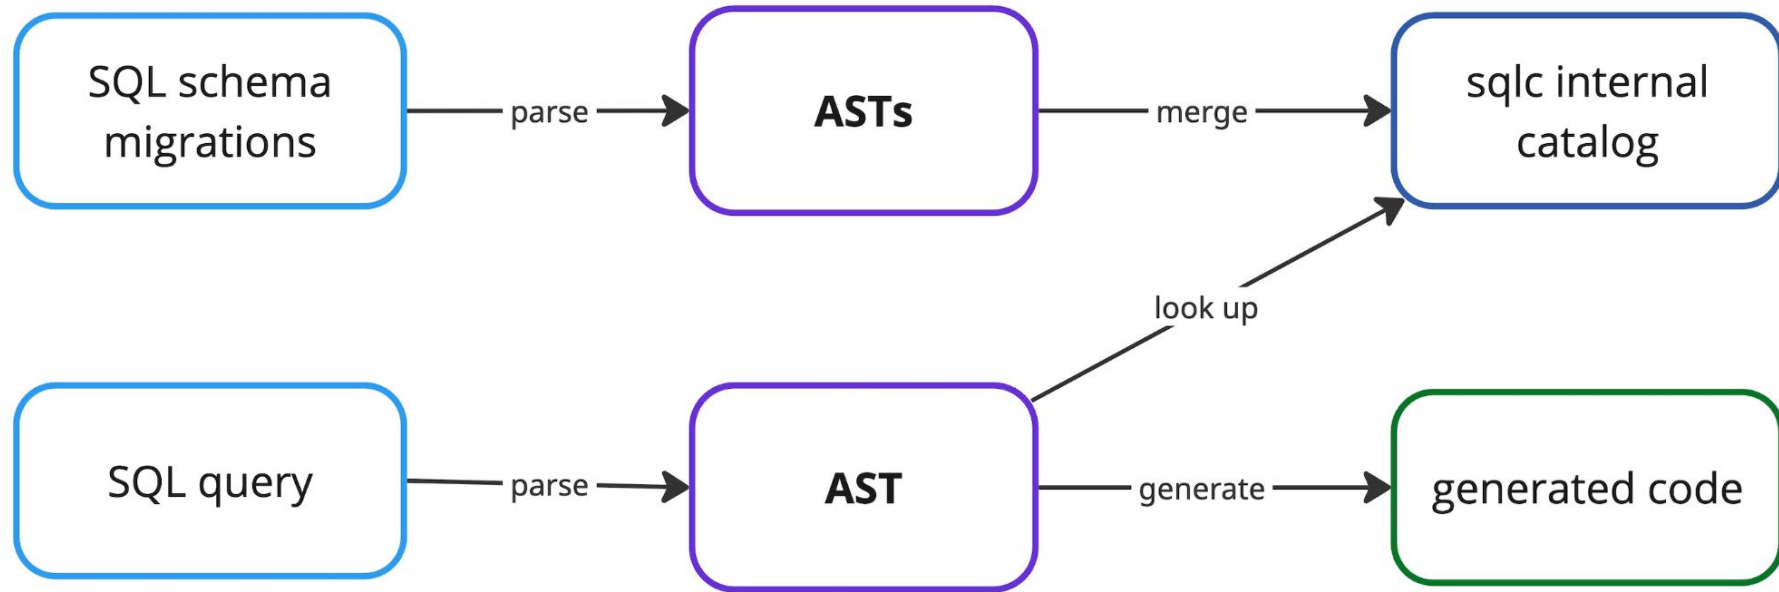 SQL schema
migrations
parse
ASTs
merge
sqlc internal
catalog
look up
SQL query
parse
AST
generate
generated code